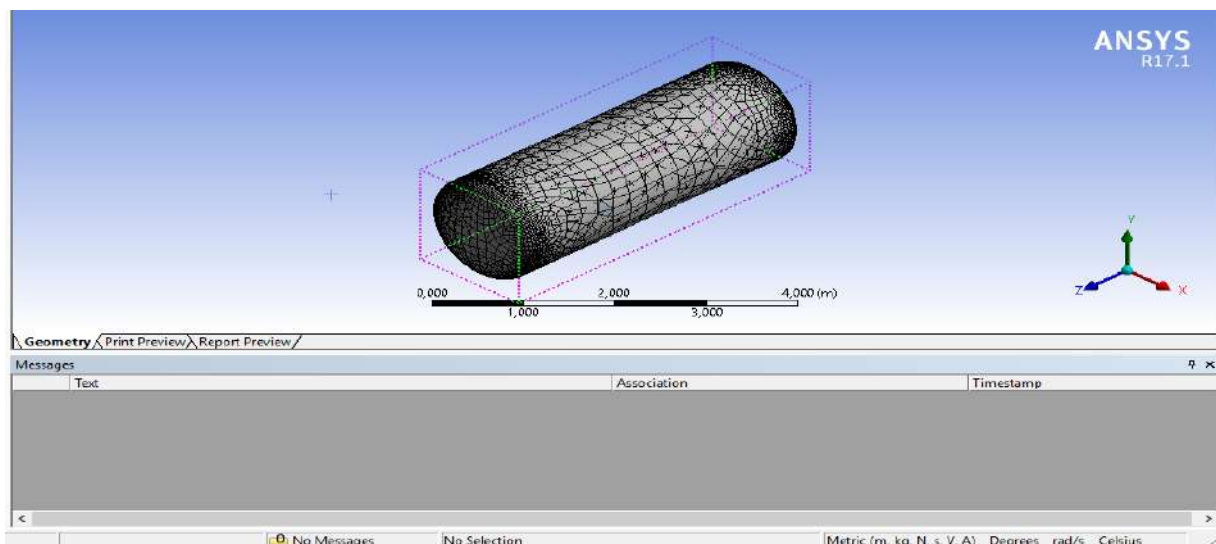 ANSYS
R17.1
Y
Z
X
0,000 2,000 4,000 (m)
1,000 3,000
Geometry Print Preview Report Preview
Messages
Text Association Timestamp
No Messages No Selection Metric (m, kg, N, s, V, A) Degrees rad/s Celsius